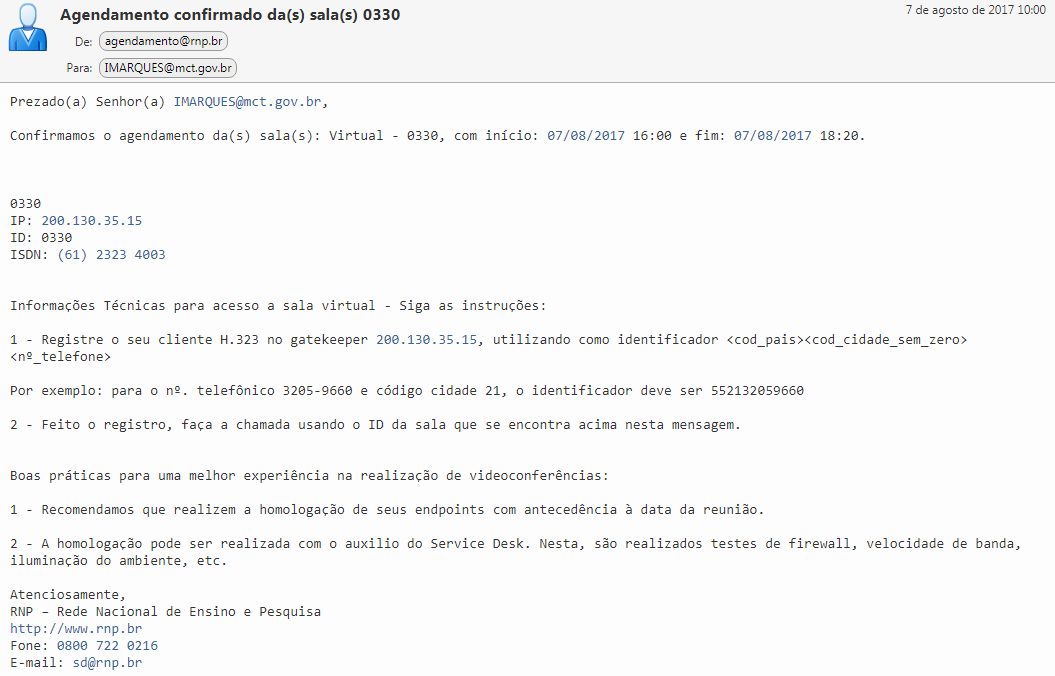 Agendamento confirmado da(s) sala(s) 0330
7 de agosto de 2017 10:00
De: agendamento@rnp.br
Para: IMARQUES@mct.gov.br
Prezado(a) Senhor(a) IMARQUES@mct.gov.br,
Confirmamos o agendamento da(s) sala(s): Virtual - 0330, com início: 07/08/2017 16:00 e fim: 07/08/2017 18:20.
0330
IP: 200.130.35.15
ID: 0330
ISDN: (61) 2323 4003
Informações Técnicas para acesso a sala virtual - Siga as instruções:
1 - Registre o seu cliente H.323 no gatekeeper 200.130.35.15, utilizando como identificador <cod_pais><cod_cidade_sem_zero>
<nº_telefone>
Por exemplo: para o nº. telefônico 3205-9660 e código cidade 21, o identificador deve ser 552132059660
2 - Feito o registro, faça a chamada usando o ID da sala que se encontra acima nesta mensagem.
Boas práticas para uma melhor experiência na realização de videoconferências:
1 - Recomendamos que realizem a homologação de seus endpoints com antecedência à data da reunião.
2 - A homologação pode ser realizada com o auxilio do Service Desk. Nesta, são realizados testes de firewall, velocidade de banda,
iluminação do ambiente, etc.
Atenciosamente,
RNP – Rede Nacional de Ensino e Pesquisa
http://www.rnp.br
Fone: 0800 722 0216
E-mail: sd@rnp.br